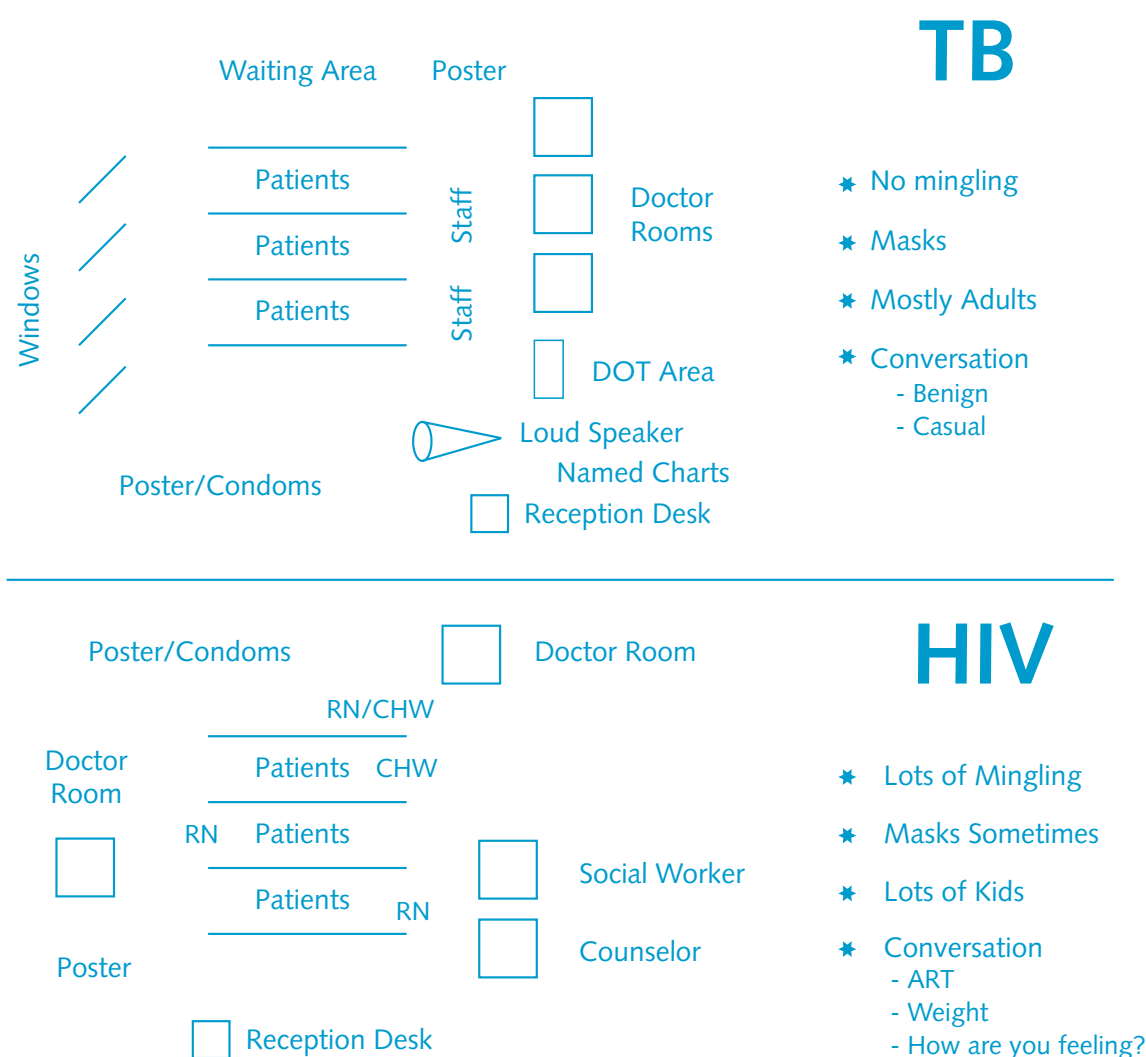 TB
Waiting Area
Poster
Windows
Patients
Patients
Patients
Staff
Staff
Doctor
Rooms
DOT Area
Loud Speaker
Named Charts
Reception Desk
Poster/Condoms
No mingling
Masks
Mostly Adults
Conversation
- Benign
- Casual
HIV
Poster/Condoms
Doctor Room
RN/CHW
Doctor
Room
Patients
CHW
RN
Patients
Patients
RN
Social Worker
Counselor
Poster
Reception Desk
Lots of Mingling
Masks Sometimes
Lots of Kids
Conversation
- ART
- Weight
- How are you feeling?